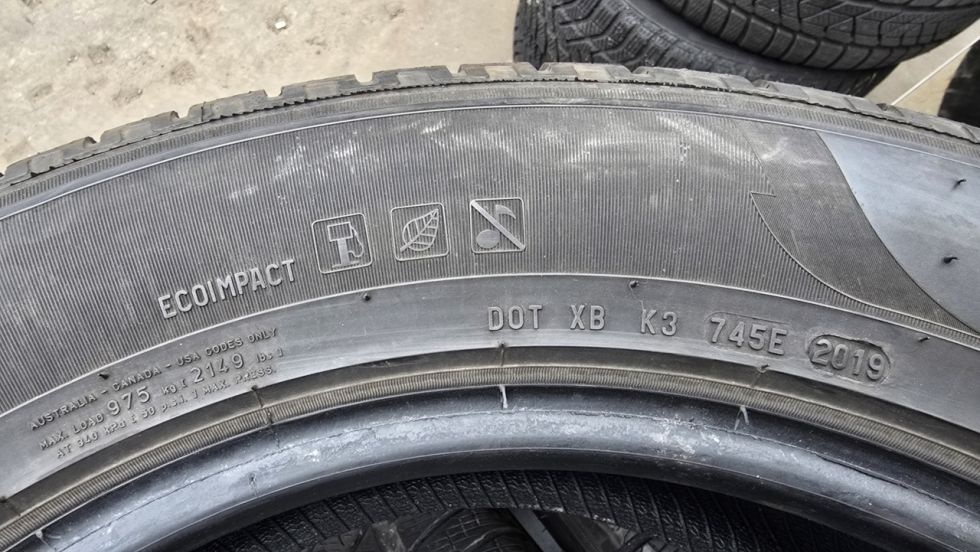 ECOIMPACT
DOT XB K3 745E 2019
AUSTRALIA - CANADA - USA CODES ONLY
MAX. LOAD 975 kg [ 2149 lbs ]
AT 340 kPa [ 50 p.s.i. ] MAX. PRESS.